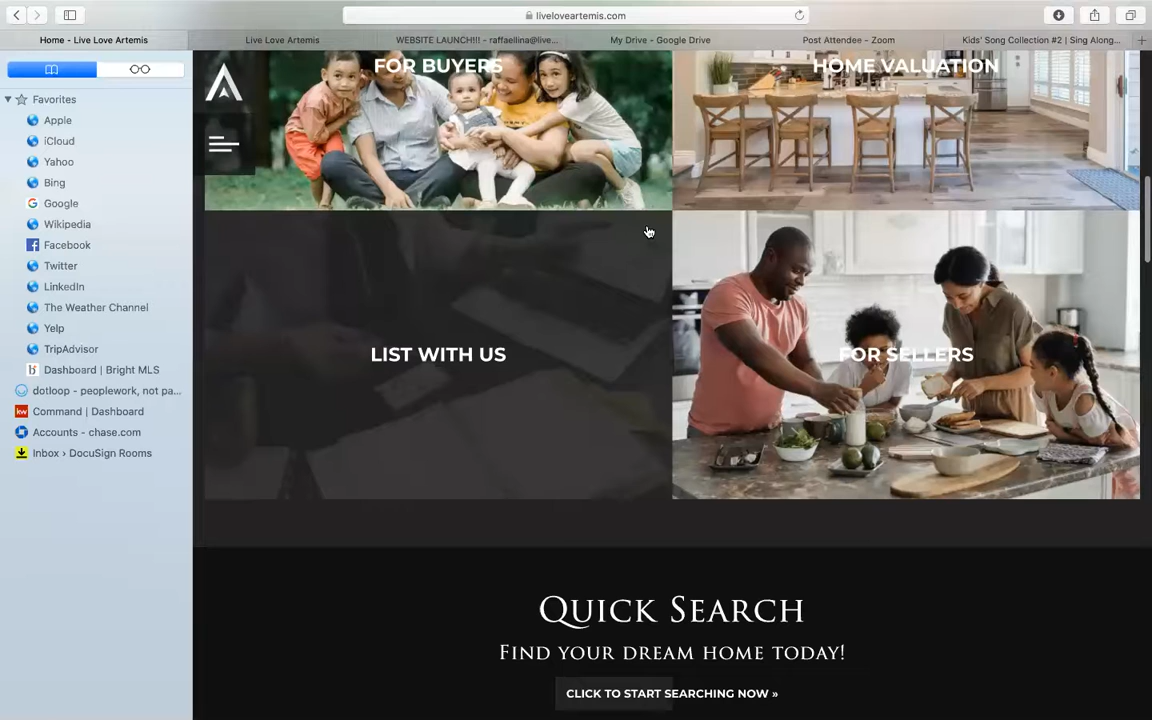 liveloveartemis.com
Home - Live Love Artemis
Live Love Artemis
WEBSITE LAUNCH!!! - raffaellina@live...
My Drive - Google Drive
Post Attendee - Zoom
Kids' Song Collection #2 | Sing Along...
Favorites
Apple
iCloud
Yahoo
Bing
Google
Wikipedia
Facebook
Twitter
LinkedIn
The Weather Channel
Yelp
TripAdvisor
Dashboard | Bright MLS
dotloop - peoplework, not pa...
Command | Dashboard
Accounts - chase.com
Inbox › DocuSign Rooms
FOR BUYERS
HOME VALUATION
LIST WITH US
FOR SELLERS
Quick Search
Find your dream home today!
CLICK TO START SEARCHING NOW »